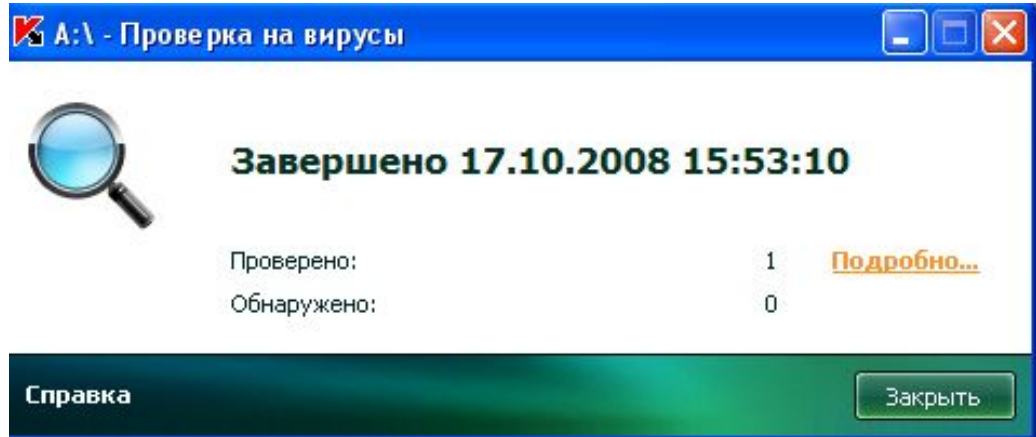 A:\ - Проверка на вирусы
Завершено 17.10.2008 15:53:10
Проверено: 1 Подробно...
Обнаружено: 0
Справка Закрыть